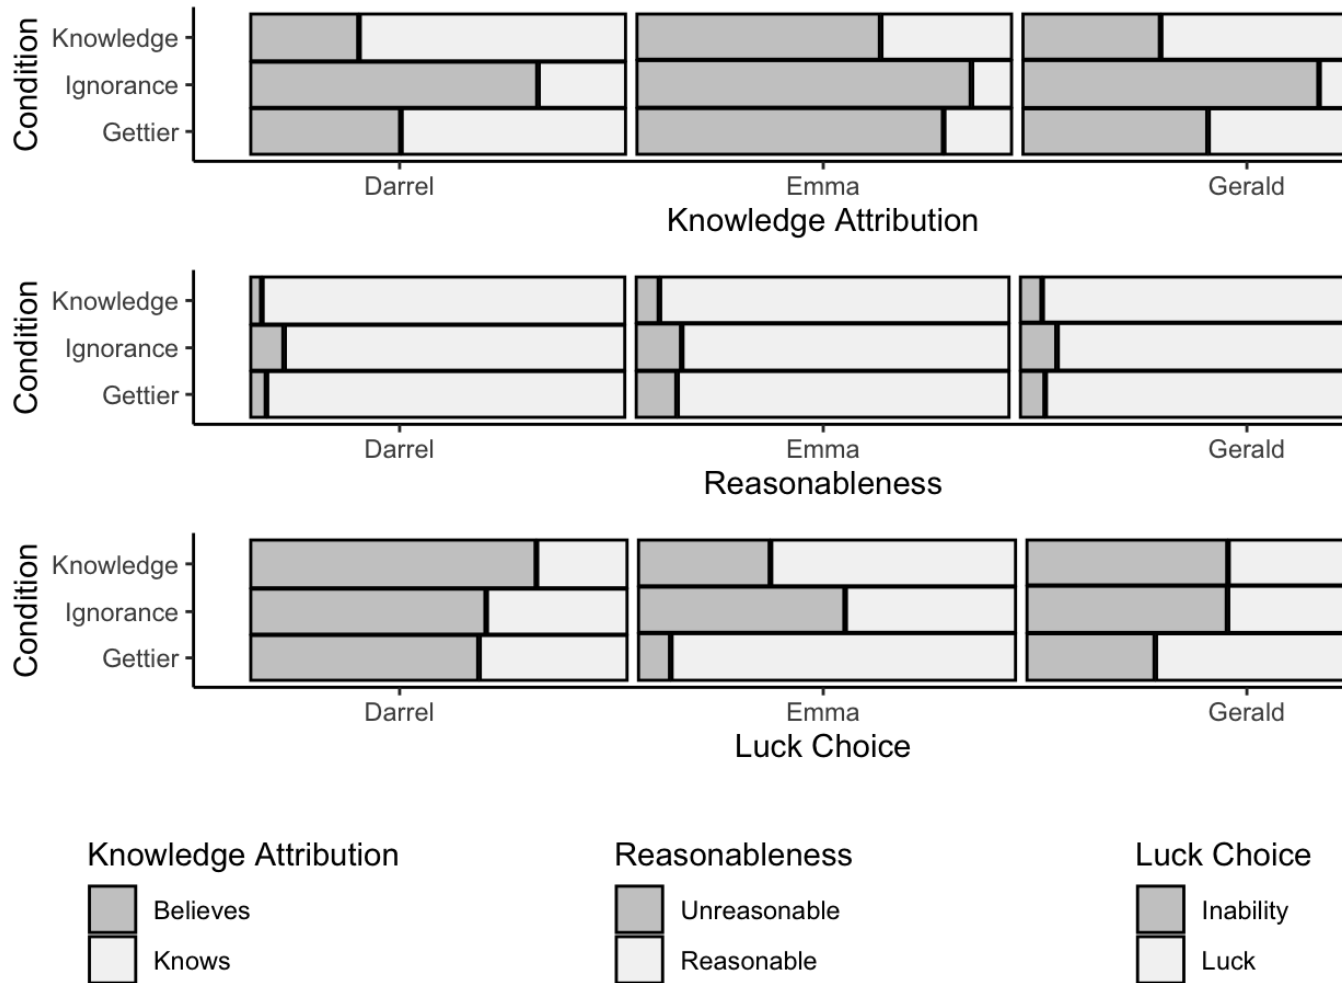 Condition
Knowledge
Ignorance
Gettier
Darrel
Emma
Gerald
Knowledge Attribution
Condition
Knowledge
Ignorance
Gettier
Darrel
Emma
Gerald
Reasonableness
Condition
Knowledge
Ignorance
Gettier
Darrel
Emma
Gerald
Luck Choice
Knowledge Attribution
Believes
Knows
Reasonableness
Unreasonable
Reasonable
Luck Choice
Inability
Luck